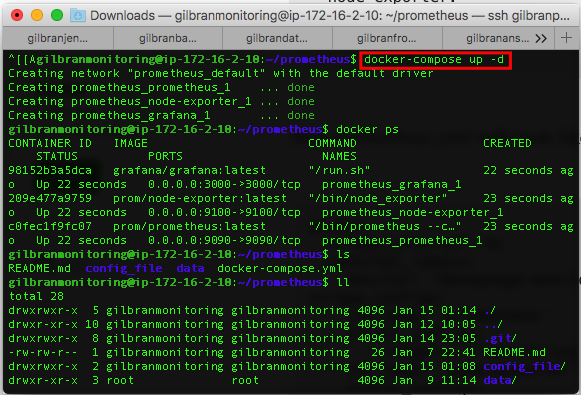 node exporter.
Downloads — gilbranmonitoring@ip-172-16-2-10: ~/prometheus — ssh gilbranp...
gilbranjen... gilbranba... gilbrandat... gilbranfro... gilbranans... >> +
^[[Agilbranmonitoring@ip-172-16-2-10:~/prometheus$ docker-compose up -d
Creating network "prometheus_default" with the default driver
Creating prometheus_prometheus_1    ... done
Creating prometheus_node-exporter_1 ... done
Creating prometheus_grafana_1       ... done
gilbranmonitoring@ip-172-16-2-10:~/prometheus$ docker ps
CONTAINER ID   IMAGE                       COMMAND                  CREATED
STATUS          PORTS                    NAMES
98152b3a5dca   grafana/grafana:latest      "/run.sh"                22 seconds ag
o   Up 22 seconds   0.0.0.0:3000->3000/tcp   prometheus_grafana_1
209e477a9759   prom/node-exporter:latest   "/bin/node_exporter"     23 seconds ag
o   Up 22 seconds   0.0.0.0:9100->9100/tcp   prometheus_node-exporter_1
c0fec1f9fc07   prom/prometheus:latest      "/bin/prometheus --c…"   23 seconds ag
o   Up 22 seconds   0.0.0.0:9090->9090/tcp   prometheus_prometheus_1
gilbranmonitoring@ip-172-16-2-10:~/prometheus$ ls
README.md  config_file  data  docker-compose.yml
gilbranmonitoring@ip-172-16-2-10:~/prometheus$ ll
total 28
drwxrwxr-x  5 gilbranmonitoring gilbranmonitoring 4096 Jan 15 01:14 ./
drwxr-xr-x 10 gilbranmonitoring gilbranmonitoring 4096 Jan 12 10:05 ../
drwxrwxr-x  8 gilbranmonitoring gilbranmonitoring 4096 Jan 14 23:05 .git/
-rw-rw-r--  1 gilbranmonitoring gilbranmonitoring   26 Jan  7 22:41 README.md
drwxrwxr-x  2 gilbranmonitoring gilbranmonitoring 4096 Jan 15 01:08 config_file/
drwxr-xr-x  3 root              root              4096 Jan  9 11:14 data/